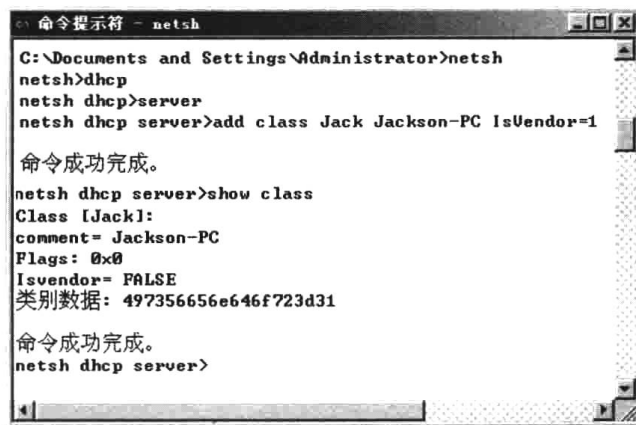 命令提示符 - netsh
C:\Documents and Settings\Administrator>netsh
netsh>dhcp
netsh dhcp>server
netsh dhcp server>add class Jack Jackson-PC IsVendor=1
命令成功完成。
netsh dhcp server>show class
Class [Jack]:
comment= Jackson-PC
Flags: 0x0
Isvendor= FALSE
类别数据: 497356656e646f723d31
命令成功完成。
netsh dhcp server>